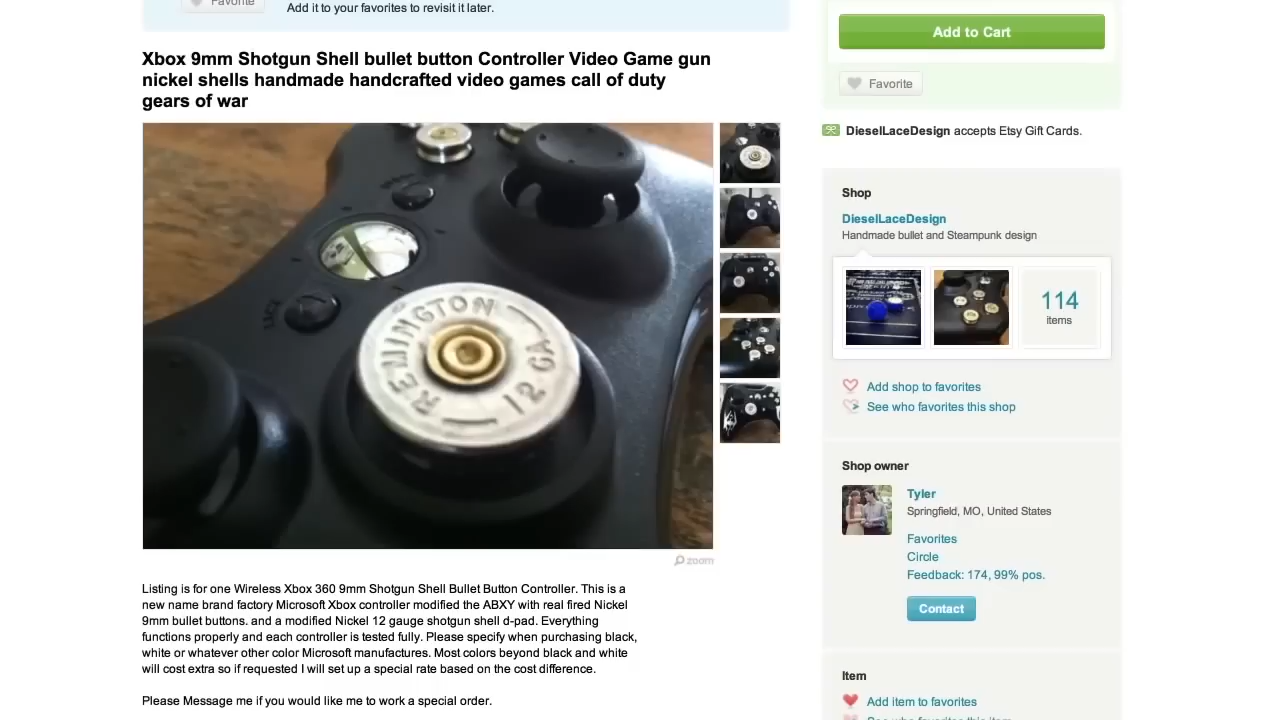 Favorite
Add it to your favorites to revisit it later.
Add to Cart
Xbox 9mm Shotgun Shell bullet button Controller Video Game gun
nickel shells handmade handcrafted video games call of duty
gears of war
Favorite
DieselLaceDesign accepts Etsy Gift Cards.
REMINGTON
12 GA
zoom
Shop
DieselLaceDesign
Handmade bullet and Steampunk design
114
items
Add shop to favorites
See who favorites this shop
Shop owner
Tyler
Springfield, MO, United States
Favorites
Circle
Feedback: 174, 99% pos.
Contact
Listing is for one Wireless Xbox 360 9mm Shotgun Shell Bullet Button Controller. This is a
new name brand factory Microsoft Xbox controller modified the ABXY with real fired Nickel
9mm bullet buttons. and a modified Nickel 12 gauge shotgun shell d-pad. Everything
functions properly and each controller is tested fully. Please specify when purchasing black,
white or whatever other color Microsoft manufactures. Most colors beyond black and white
will cost extra so if requested I will set up a special rate based on the cost difference.
Please Message me if you would like me to work a special order.
Item
Add item to favorites
See who favorites this item